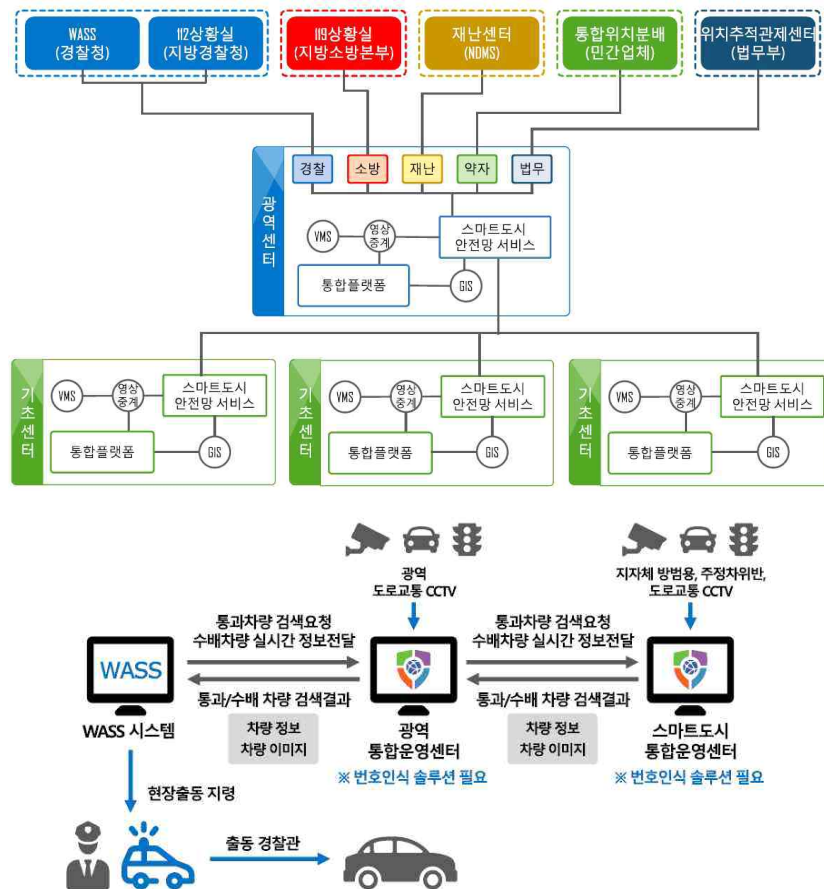 WASS
(경찰청)
112상황실
(지방경찰청)
119상황실
(지방소방본부)
재난센터
(NDMS)
통합위치분배
(민간업체)
위치추적관제센터
(법무부)
광역센터
경찰
소방
재난
약자
법무
VMS
영상
중계
스마트도시
안전망 서비스
통합플랫폼
GIS
기초센터
VMS
영상
중계
스마트도시
안전망 서비스
통합플랫폼
GIS
기초센터
VMS
영상
중계
스마트도시
안전망 서비스
통합플랫폼
GIS
기초센터
VMS
영상
중계
스마트도시
안전망 서비스
통합플랫폼
GIS
광역
도로교통 CCTV
지자체 방범용, 주정차위반,
도로교통 CCTV
WASS
WASS 시스템
통과차량 검색요청
수배차량 실시간 정보전달
통과/수배 차량 검색결과
차량 정보
차량 이미지
광역
통합운영센터
※ 번호인식 솔루션 필요
통과차량 검색요청
수배차량 실시간 정보전달
통과/수배 차량 검색결과
차량 정보
차량 이미지
스마트도시
통합운영센터
※ 번호인식 솔루션 필요
현장출동 지령
출동 경찰관